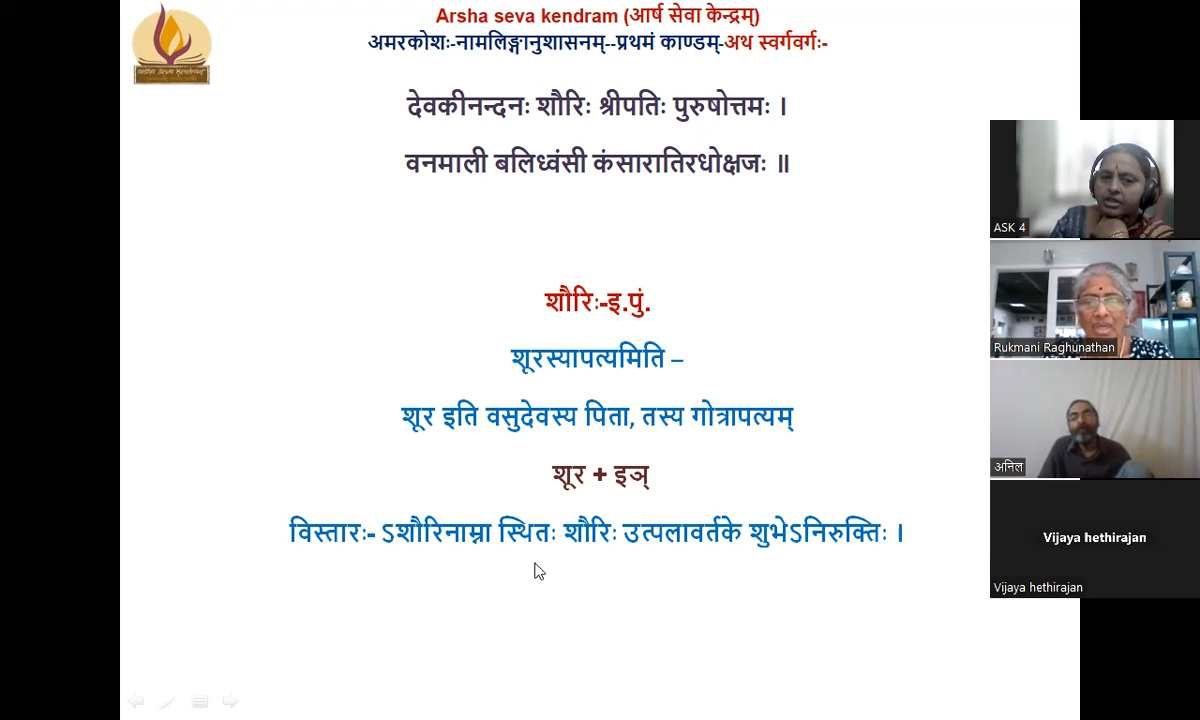 Arsha seva kendram (आर्ष सेवा केन्द्रम्)
अमरकोशः-नामलिङ्गानुशासनम्--प्रथमं काण्डम्-अथ स्वर्गवर्गः-
देवकीनन्दनः शौरिः श्रीपतिः पुरुषोत्तमः ।
वनमाली बलिध्वंसी कंसारातिरधोक्षजः ॥
शौरिः-इ.पुं.
शूरस्यापत्यमिति –
शूर इति वसुदेवस्य पिता, तस्य गोत्रापत्यम्
शूर + इञ्
विस्तारः- ऽशौरिनाम्ना स्थितः शौरिः उत्पलावर्तके शुभेऽनिरुक्तिः ।
ASK 4
Rukmani Raghunathan
अनिल
Vijaya hethirajan
Vijaya hethirajan